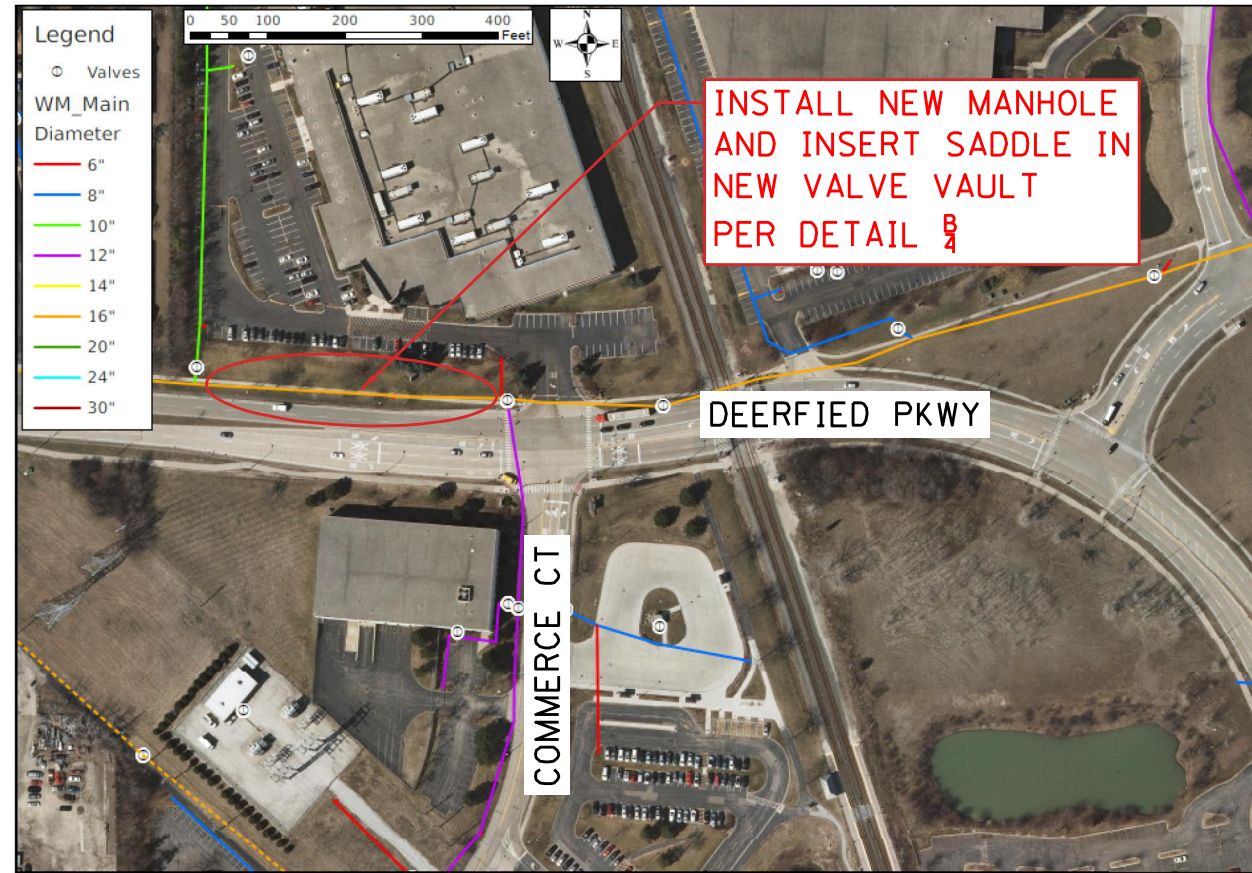 Legend
Valves
WM_Main
Diameter
6"
8"
10"
12"
14"
16"
20"
24"
30"
0 50 100 200 300 400
Feet
N
W E
S
INSTALL NEW MANHOLE
AND INSERT SADDLE IN
NEW VALVE VAULT
PER DETAIL B/4
DEERFIED PKWY
COMMERCE CT